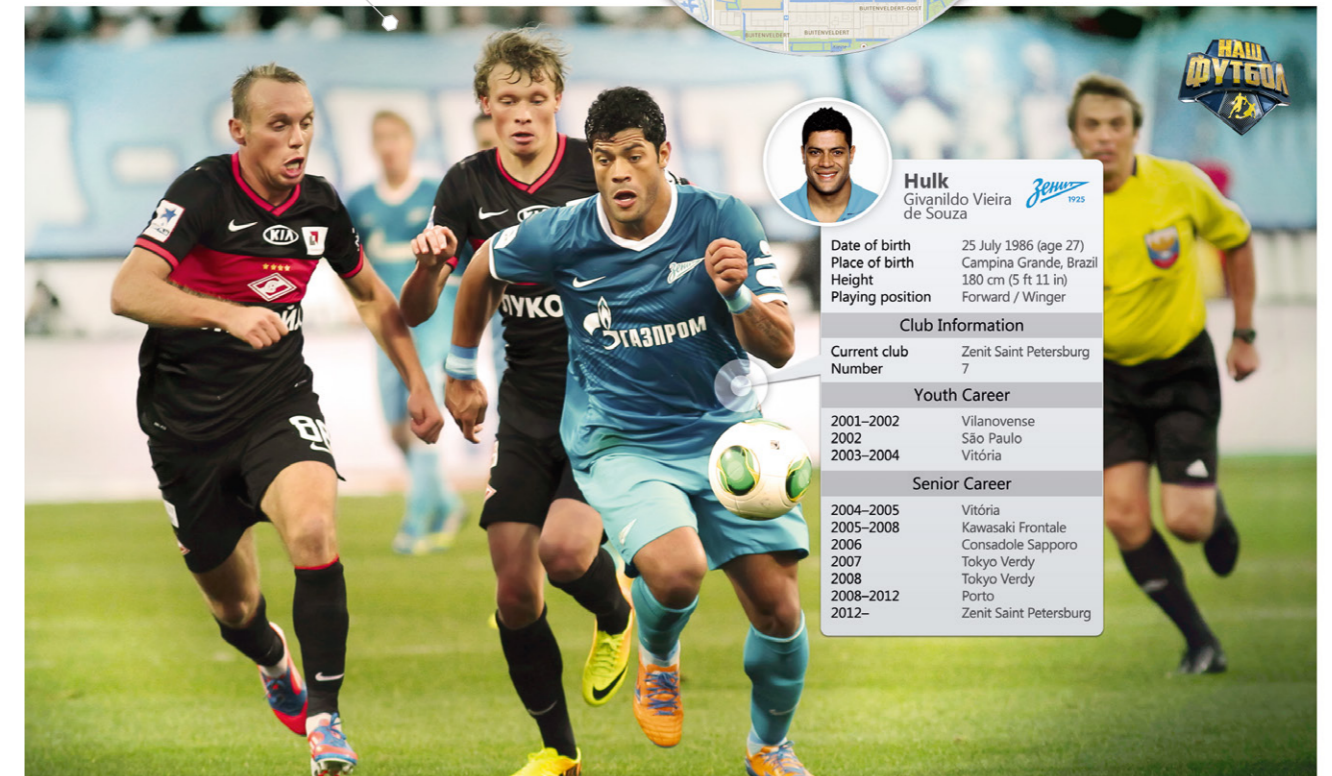 BUITENVELDERT-OOST
BUITENVELDERT
BUITENVELDERT
НАШ
ФУТБОЛ
Hulk
Givanildo Vieira
de Souza
Зенит
1925
Date of birth 25 July 1986 (age 27)
Place of birth Campina Grande, Brazil
Height 180 cm (5 ft 11 in)
Playing position Forward / Winger
Club Information
Current club Zenit Saint Petersburg
Number 7
Youth Career
2001–2002 Vilanovense
2002 São Paulo
2003–2004 Vitória
Senior Career
2004–2005 Vitória
2005–2008 Kawasaki Frontale
2006 Consadole Sapporo
2007 Tokyo Verdy
2008 Tokyo Verdy
2008–2012 Porto
2012– Zenit Saint Petersburg
KIA
ГАЗПРОМ